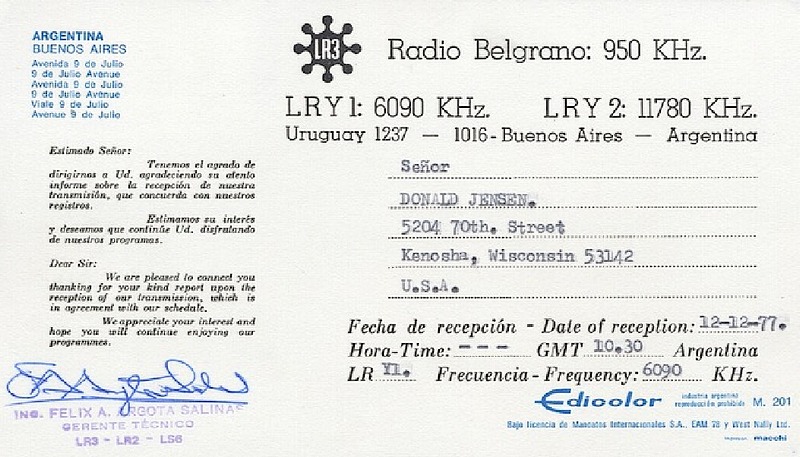 ARGENTINA
BUENOS AIRES
Avenida 9 de Julio
9 de Julio Avenue
Avenida 9 de Julio
9 de Julio Avenue
Viale 9 de Julio
Avenue 9 de Julio
LR3
Radio Belgrano: 950 KHz.
LRY 1: 6090 KHz. LRY 2: 11780 KHz.
Uruguay 1237 — 1016-Buenos Aires — Argentina
Estimado Señor:
Tenemos el agrado de
dirigirnos a Ud. agradeciendo su atento
informe sobre la recepción de nuestra
transmisión, que concuerda con nuestros
registros.
Estimamos su interés
y deseamos que continúe Ud. disfrutando
de nuestros programas.
Dear Sir:
We are pleased to connect you
thanking for your kind report upon the
reception of our transmission, which is
in agreement with our schedule.
We appreciate your interest and
hope you will continue enjoying our
programmes.
Señor
DONALD JENSEN.
5204 70th. Street
Kenosha, Wisconsin 53142
U.S.A.
Fecha de recepción - Date of reception: 12-12-77.
Hora-Time: --- GMT 10.30 Argentina
LR Y1. Frecuencia-Frequency: 6090 KHz.
ING. FELIX A. ARGOTA SALINAS
GERENTE TÉCNICO
LR3 - LR2 - LS6
Edicolor industria argentina
reproducción prohibida M. 201
Bajo licencia de Mandatos Internacionales S.A., EAM 78 y West Nally Ltd.
macchi